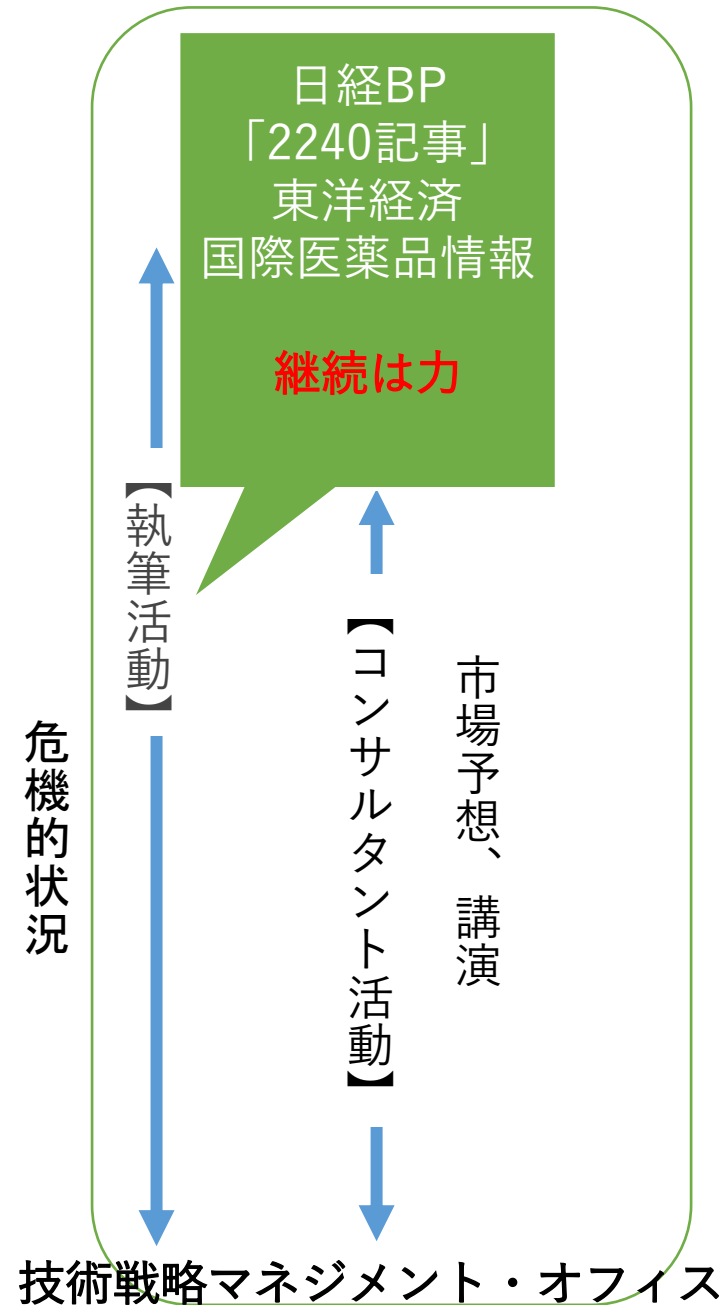 日経BP
「2240記事」
東洋経済
国際医薬品情報
継続は力
【執筆活動】
【コンサルタント活動】
市場予想、講演
危機的状況
技術戦略マネジメント・オフィス